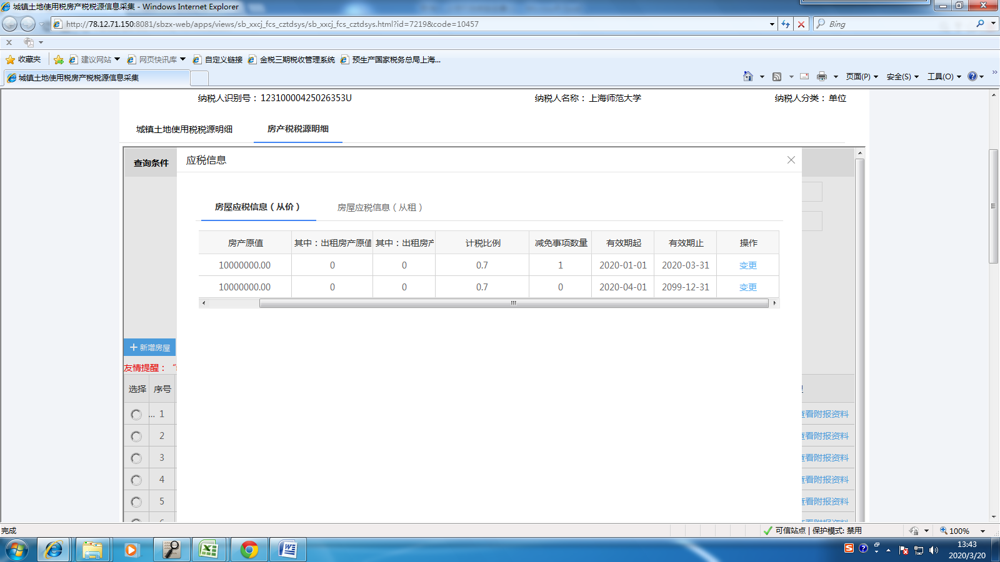 城镇土地使用税房产税税源信息采集 - Windows Internet Explorer
http://78.12.71.150:8081/sbzx-web/apps/views/sb_xxcj_fcs_cztdsys/sb_xxcj_fcs_cztdsys.html?id=7219&code=10457
Bing
x
收藏夹 建议网站 网页快讯库 自定义链接 金税三期税收管理系统 预生产国家税务总局上海...
城镇土地使用税房产税税源信息采集
页面(P) 安全(S) 工具(O)
纳税人识别号：12310000425026353U 纳税人名称：上海师范大学 纳税人分类：单位
城镇土地使用税税源明细 房产税税源明细
查询条件
应税信息
房屋应税信息（从价） 房屋应税信息（从租）
房产原值 其中：出租房产原值 其中：出租房产 计税比例 减免事项数量 有效期起 有效期止 操作
10000000.00 0 0 0.7 1 2020-01-01 2020-03-31 变更
10000000.00 0 0 0.7 0 2020-04-01 2099-12-31 变更
新增房屋
友情提醒：“
选择 序号
... 1 查看附报资料
2 查看附报资料
3 查看附报资料
4 查看附报资料
5 查看附报资料
完成
可信站点 | 保护模式: 禁用
100%
13:43
2020/3/20